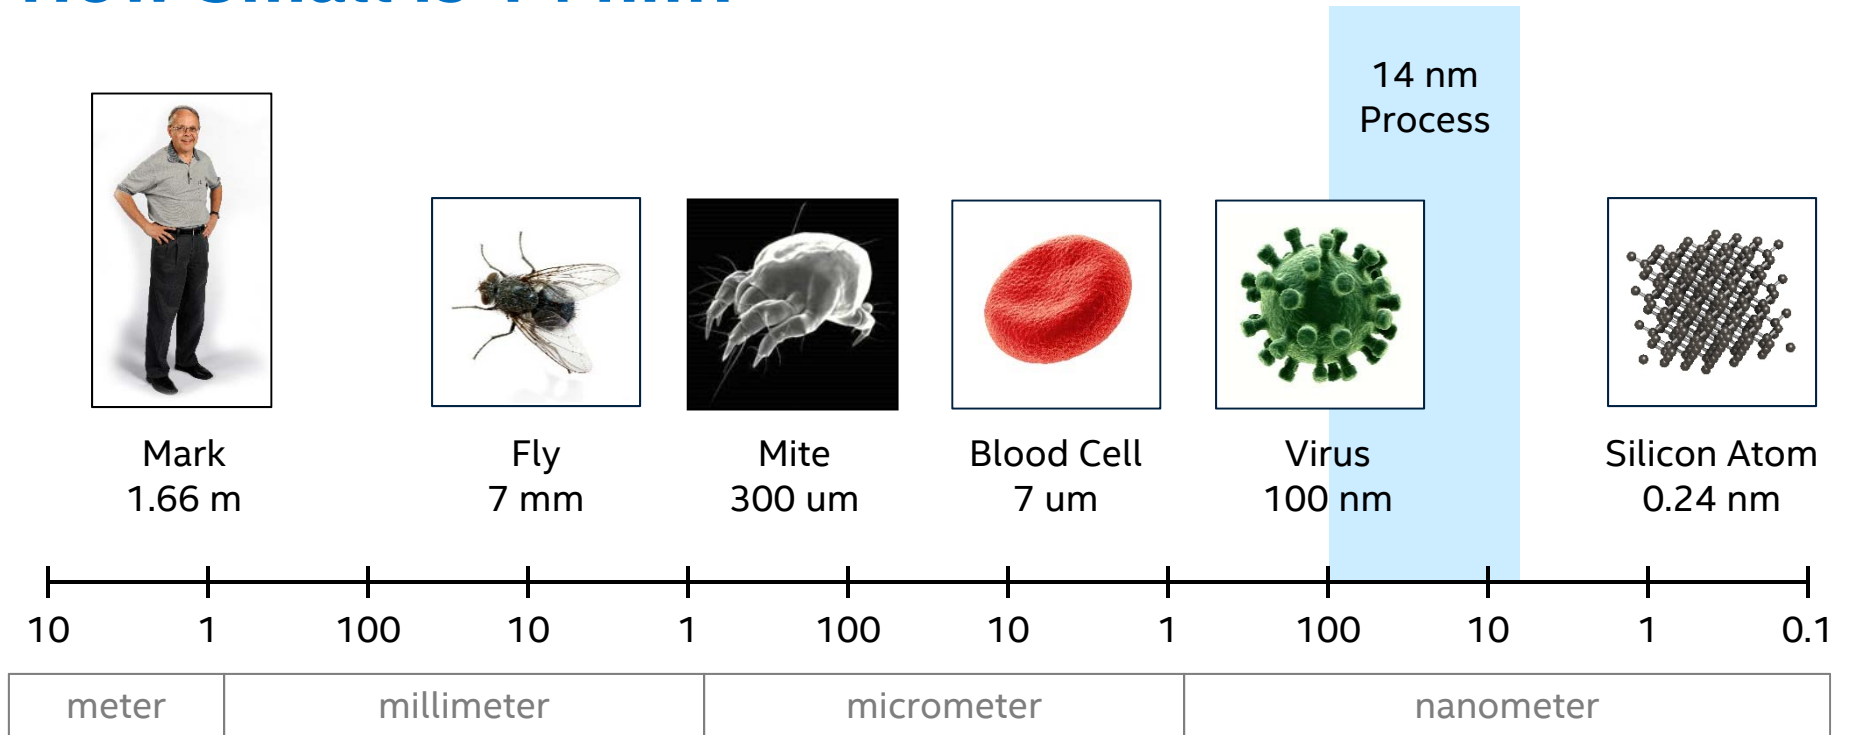 14 nm
Process
Mark
1.66 m
Fly
7 mm
Mite
300 um
Blood Cell
7 um
Virus
100 nm
Silicon Atom
0.24 nm
10 1 100 10 1 100 10 1 100 10 1 0.1
meter millimeter micrometer nanometer